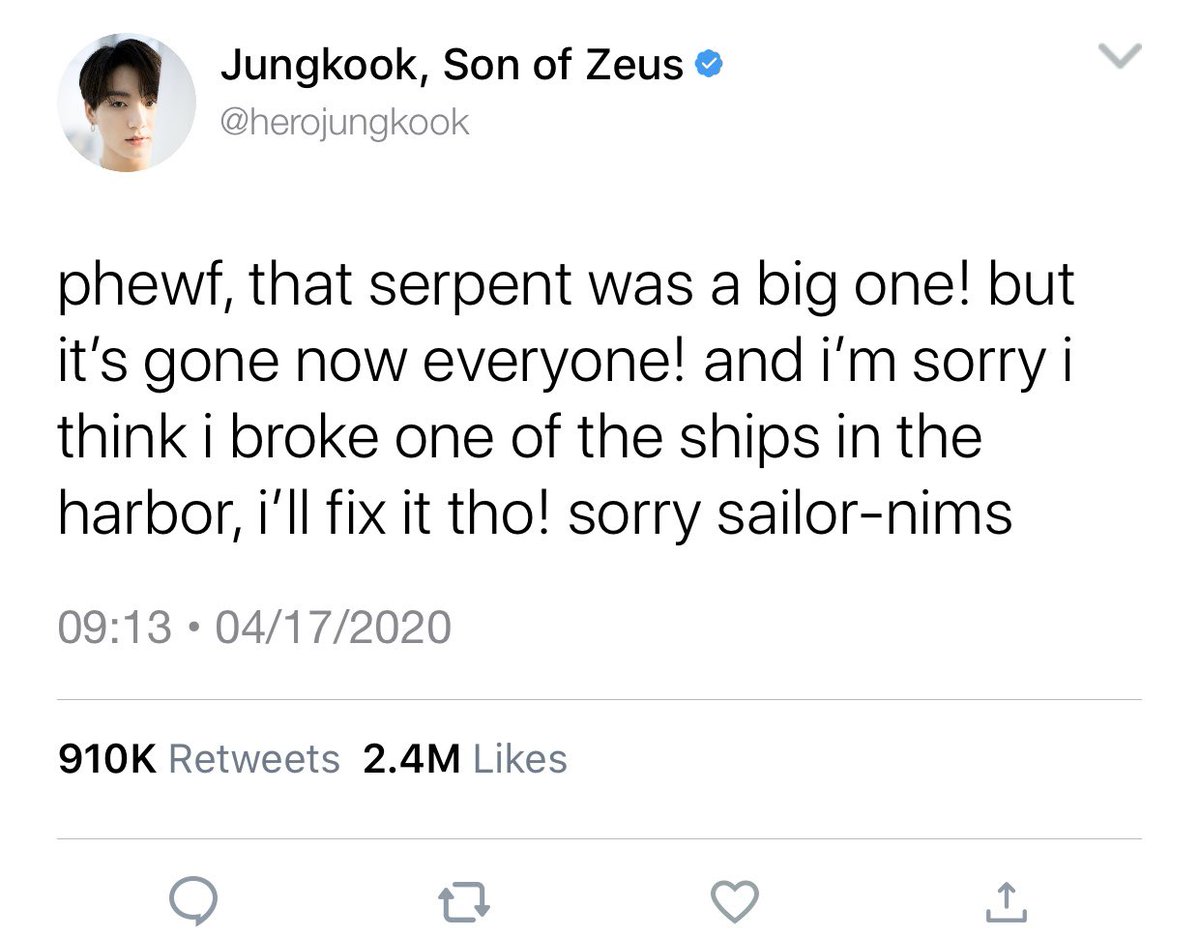 Jungkook, Son of Zeus
@herojungkook
phewf, that serpent was a big one! but
it’s gone now everyone! and i’m sorry i
think i broke one of the ships in the
harbor, i’ll fix it tho! sorry sailor-nims
09:13 • 04/17/2020
910K Retweets 2.4M Likes